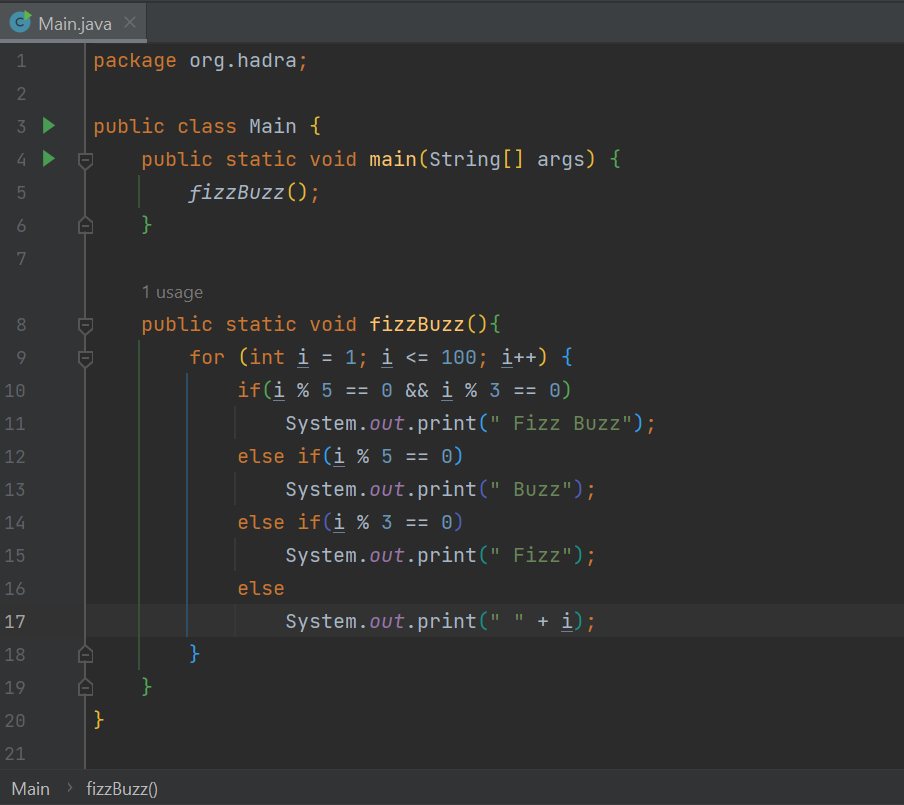 Main.java
1 package org.hadra;
2
3 public class Main {
4     public static void main(String[] args) {
5         fizzBuzz();
6     }
7
1 usage
8     public static void fizzBuzz(){
9         for (int i = 1; i <= 100; i++) {
10             if(i % 5 == 0 && i % 3 == 0)
11                 System.out.print(" Fizz Buzz");
12             else if(i % 5 == 0)
13                 System.out.print(" Buzz");
14             else if(i % 3 == 0)
15                 System.out.print(" Fizz");
16             else
17                 System.out.print(" " + i);
18         }
19     }
20 }
21
Main > fizzBuzz()